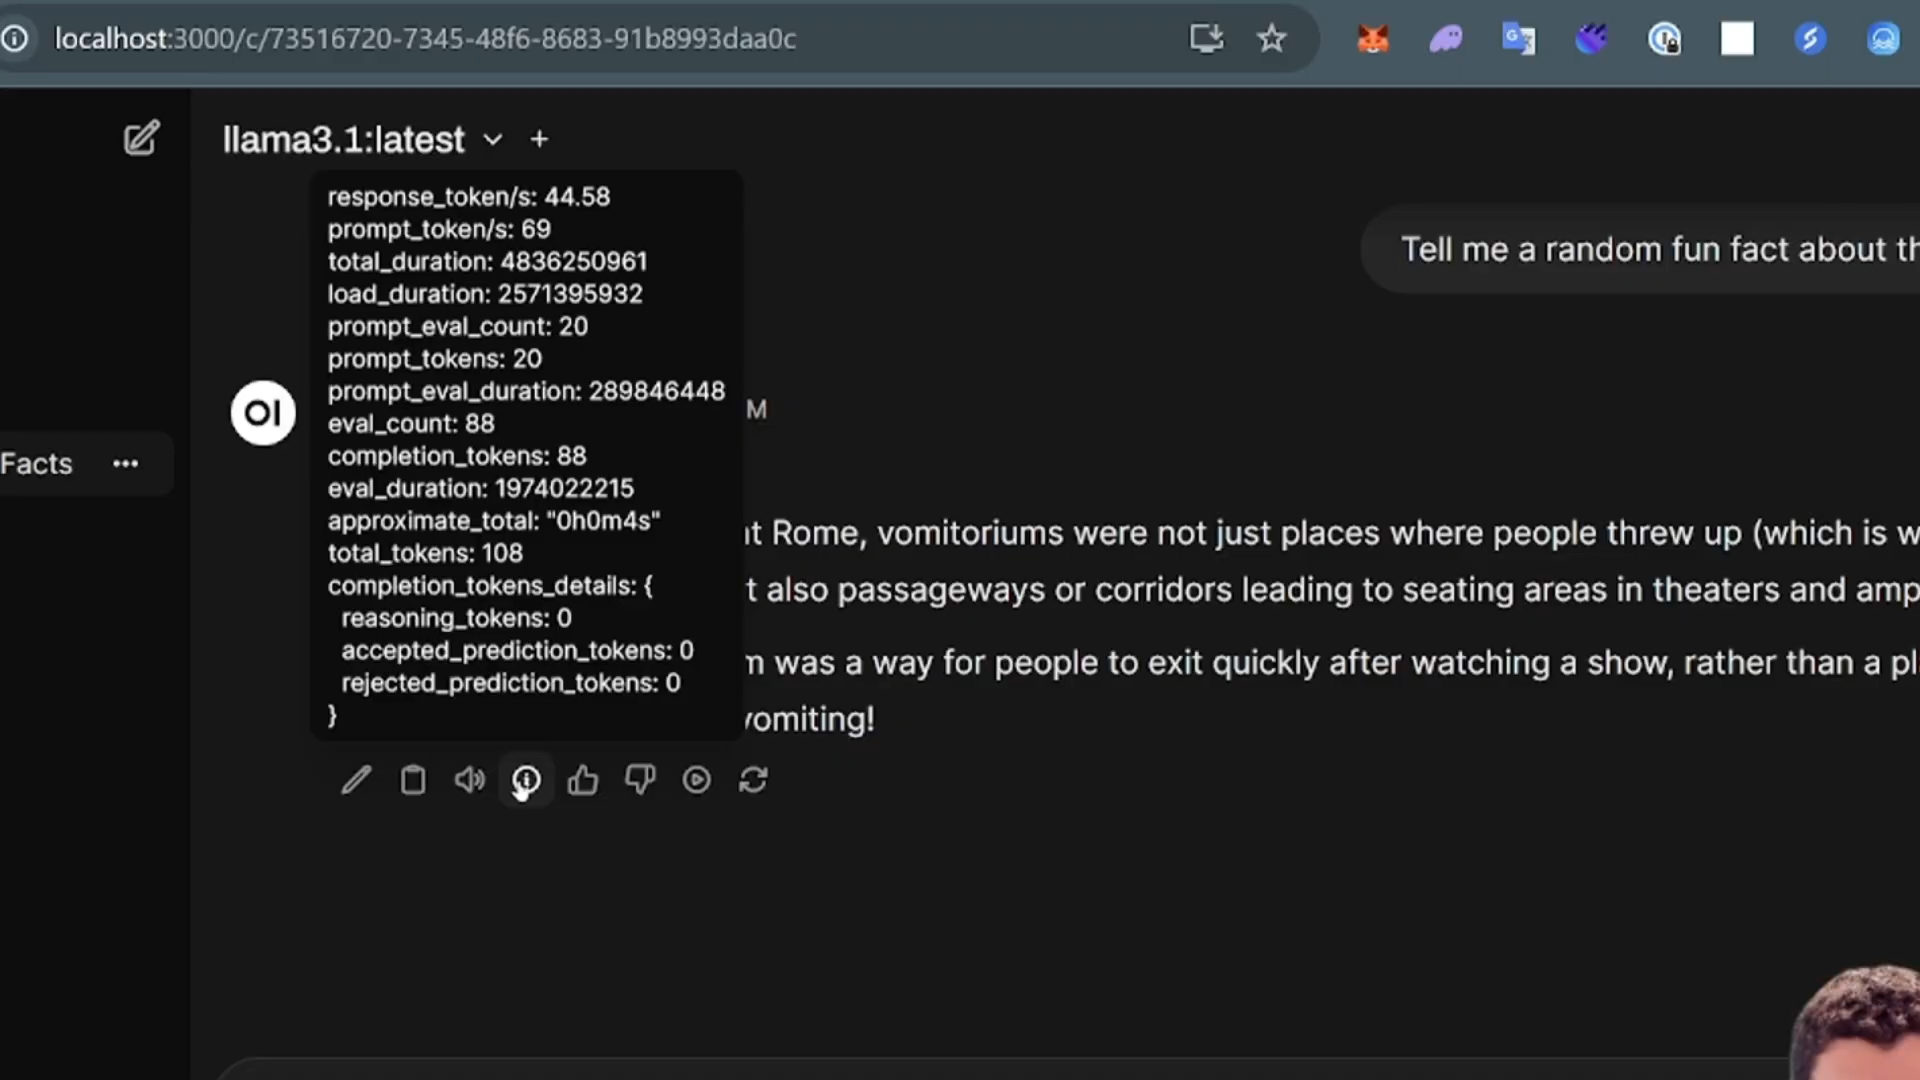 localhost:3000/c/73516720-7345-48f6-8683-91b8993daa0c
llama3.1:latest
response_token/s: 44.58
prompt_token/s: 69
total_duration: 4836250961
load_duration: 2571395932
prompt_eval_count: 20
prompt_tokens: 20
prompt_eval_duration: 289846448
eval_count: 88
completion_tokens: 88
eval_duration: 1974022215
approximate_total: "0h0m4s"
total_tokens: 108
completion_tokens_details: {
reasoning_tokens: 0
accepted_prediction_tokens: 0
rejected_prediction_tokens: 0
}
Tell me a random fun fact about
OI
M
Facts
Rome, vomitoriums were not just places where people threw up (which is
also passageways or corridors leading to seating areas in theaters and
was a way for people to exit quickly after watching a show, rather than a
vomiting!